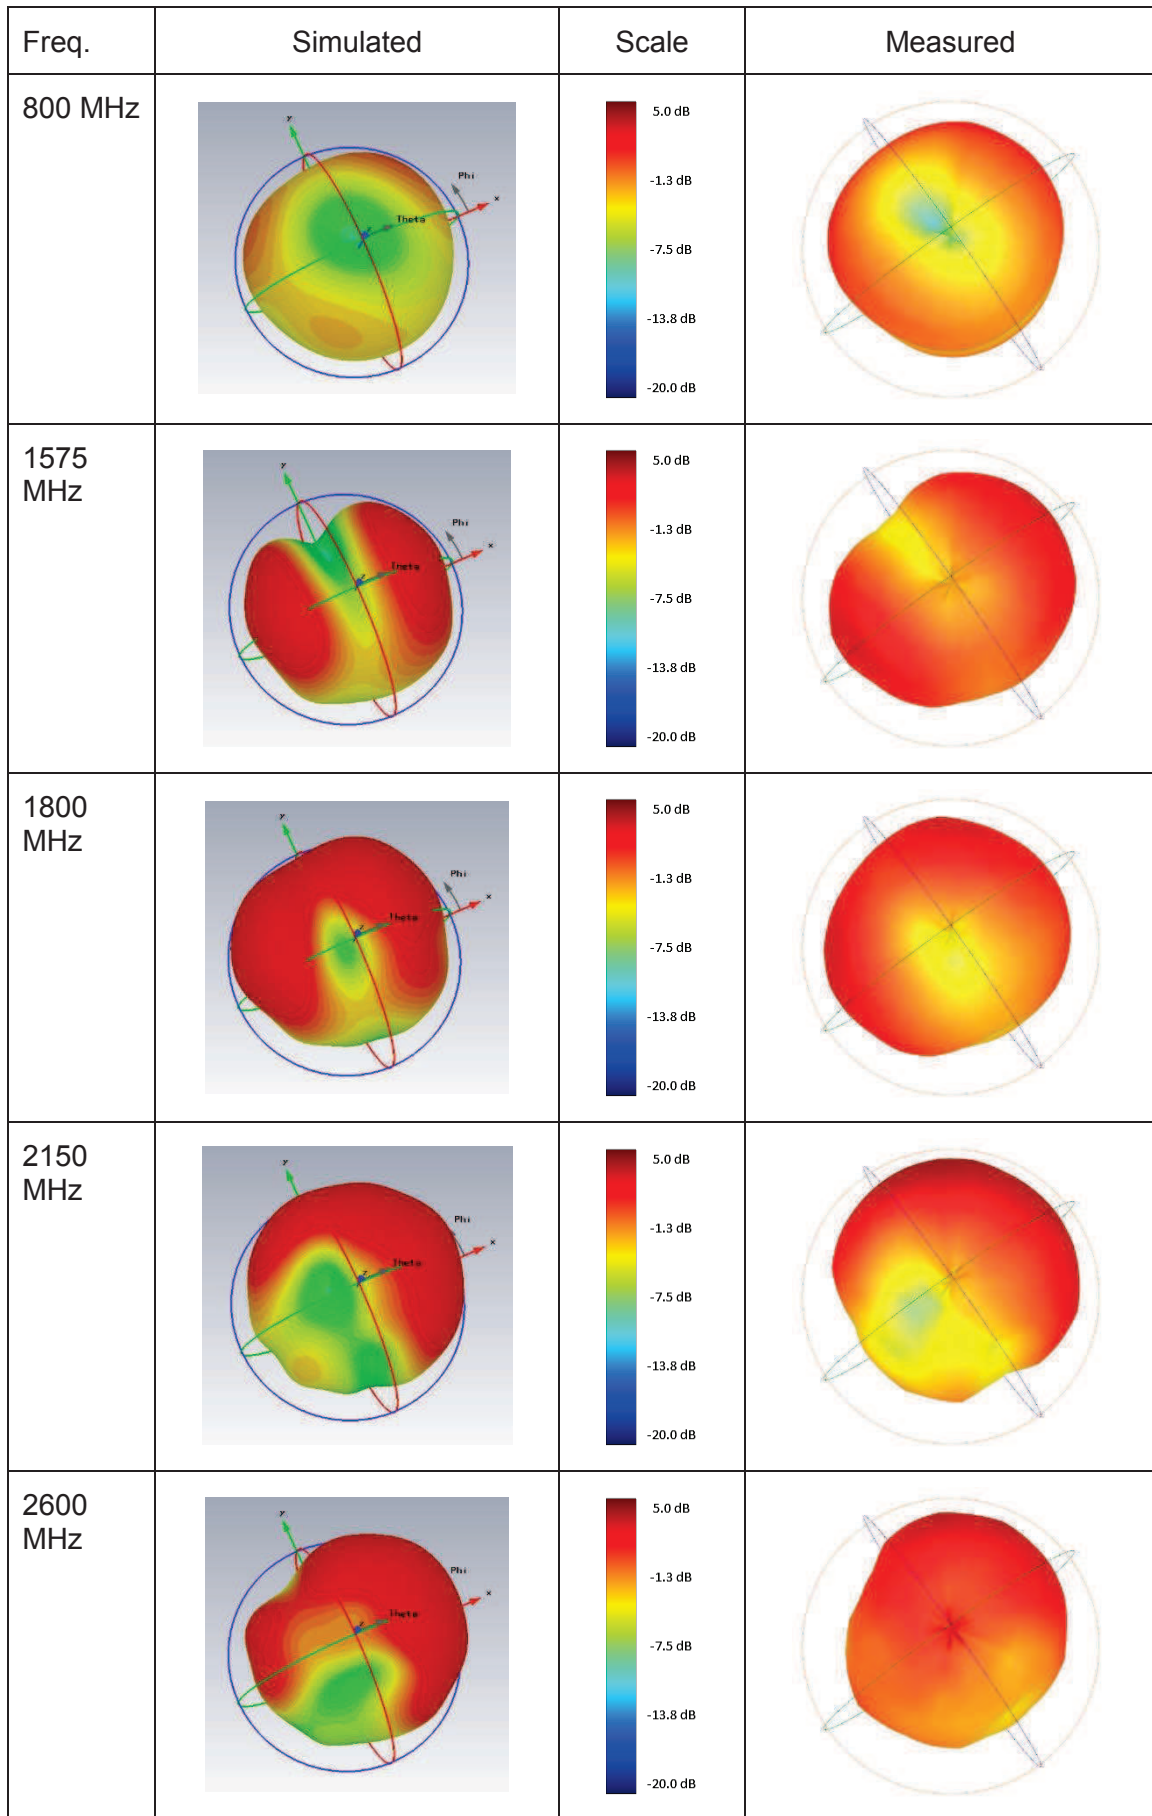 Freq. Simulated Scale Measured
800 MHz
y
Phi
x
Theta
z
5.0 dB
-1.3 dB
-7.5 dB
-13.8 dB
-20.0 dB
1575
MHz
y
Phi
x
Theta
z
5.0 dB
-1.3 dB
-7.5 dB
-13.8 dB
-20.0 dB
1800
MHz
y
Phi
x
Theta
z
5.0 dB
-1.3 dB
-7.5 dB
-13.8 dB
-20.0 dB
2150
MHz
y
Phi
x
Theta
z
5.0 dB
-1.3 dB
-7.5 dB
-13.8 dB
-20.0 dB
2600
MHz
y
Phi
x
Theta
z
5.0 dB
-1.3 dB
-7.5 dB
-13.8 dB
-20.0 dB